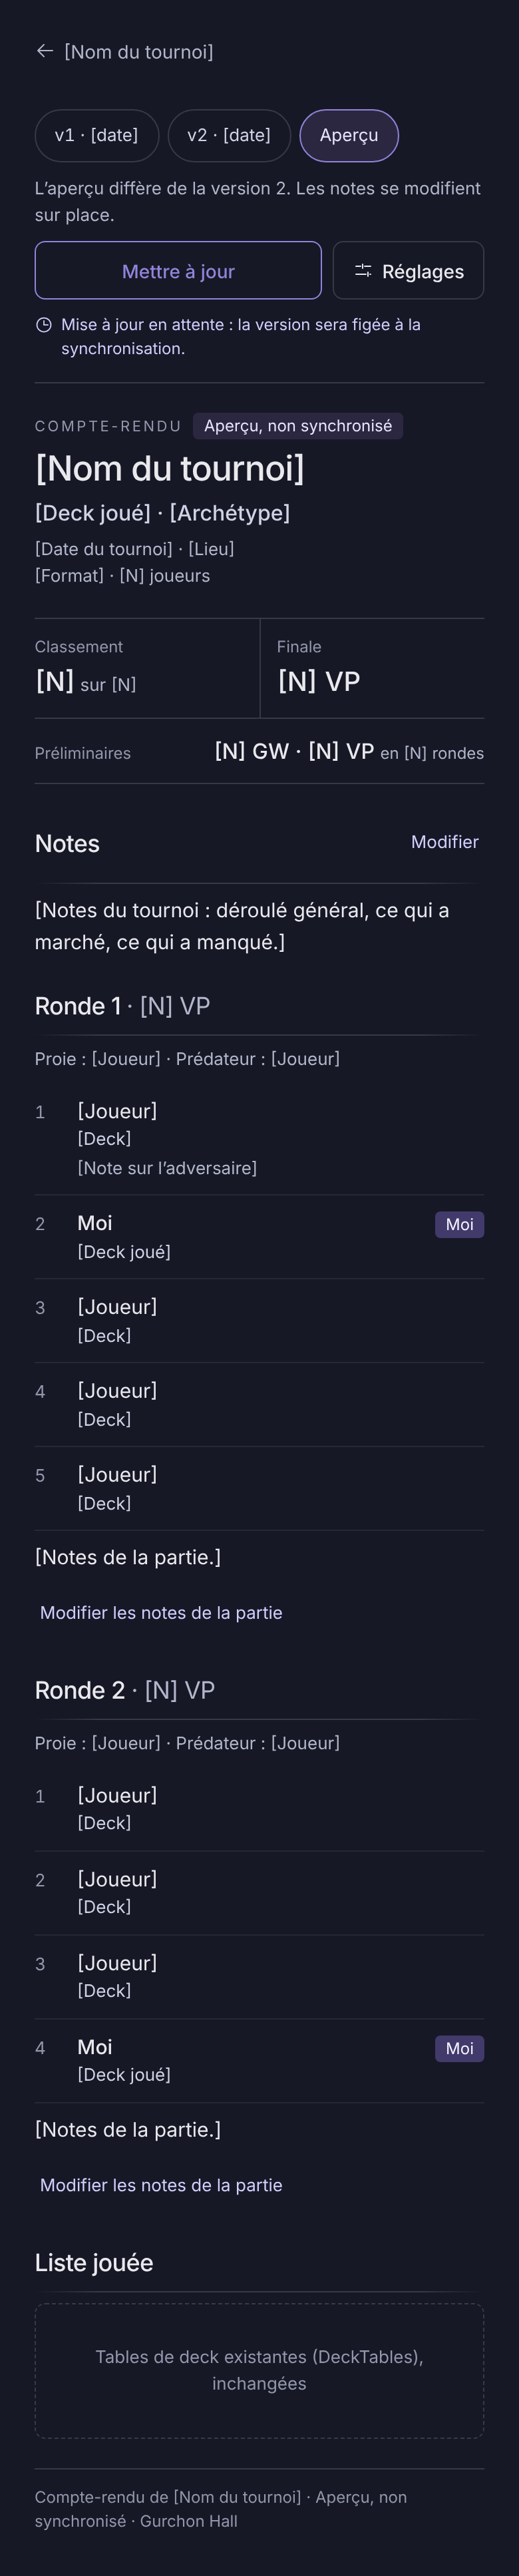 ← [Nom du tournoi]
v1 · [date]
v2 · [date]
Aperçu
L’aperçu diffère de la version 2. Les notes se modifient
sur place.
Mettre à jour
Réglages
Mise à jour en attente : la version sera figée à la
synchronisation.
COMPTE-RENDU
Aperçu, non synchronisé
[Nom du tournoi]
[Deck joué] · [Archétype]
[Date du tournoi] · [Lieu]
[Format] · [N] joueurs
Classement
[N] sur [N]
Finale
[N] VP
Préliminaires
[N] GW · [N] VP en [N] rondes
Notes
Modifier
[Notes du tournoi : déroulé général, ce qui a
marché, ce qui a manqué.]
Ronde 1 · [N] VP
Proie : [Joueur] · Prédateur : [Joueur]
1
[Joueur]
[Deck]
[Note sur l’adversaire]
2
Moi
Moi
[Deck joué]
3
[Joueur]
[Deck]
4
[Joueur]
[Deck]
5
[Joueur]
[Deck]
[Notes de la partie.]
Modifier les notes de la partie
Ronde 2 · [N] VP
Proie : [Joueur] · Prédateur : [Joueur]
1
[Joueur]
[Deck]
2
[Joueur]
[Deck]
3
[Joueur]
[Deck]
4
Moi
Moi
[Deck joué]
[Notes de la partie.]
Modifier les notes de la partie
Liste jouée
Tables de deck existantes (DeckTables),
inchangées
Compte-rendu de [Nom du tournoi] · Aperçu, non
synchronisé · Gurchon Hall